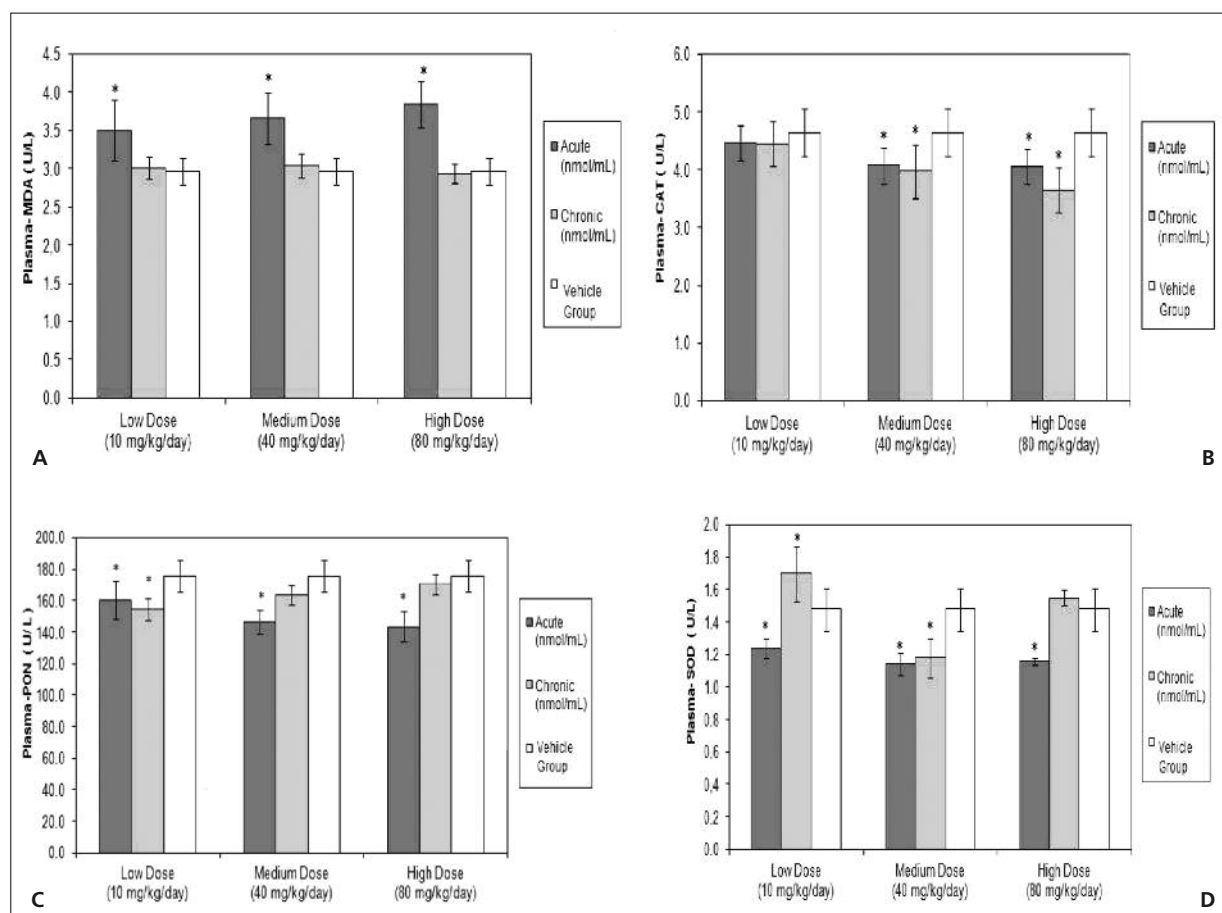 4.5
4.0
3.5
3.0
2.5
2.0
1.5
1.0
0.5
0.0
Plasma-MDA ( U/L)
* * *
Low Dose
(10 mg/kg/day)
Medium Dose
(40 mg/kg/day)
High Dose
(80 mg/kg/day)
Acute
(nmol/mL)
Chronic
(nmol/mL)
Vehicle
Group
A
6.0
5.0
4.0
3.0
2.0
1.0
0.0
Plasma-CAT ( U/L)
* * * *
Low Dose
(10 mg/kg/day)
Medium Dose
(40 mg/kg/day)
High Dose
(80 mg/kg/day)
Acute
(nmol/mL)
Chronic
(nmol/mL)
Vehicle
Group
B
200.0
180.0
160.0
140.0
120.0
100.0
80.0
60.0
40.0
20.0
00.0
Plasma-PON ( U/ L)
* * * *
Low Dose
(10 mg/kg/day)
Medium Dose
(40 mg/kg/day)
High Dose
(80 mg/kg/day)
Acute
(nmol/mL)
Chronic
(nmol/mL)
Vehicle
Group
C
2.0
1.8
1.6
1.4
1.2
1.0
0.8
0.6
0,4
0.2
0.0
Plasma- SOD ( U/L)
* * * * *
Low Dose
(10 mg/kg/day)
Medium Dose
(40 mg/kg/day)
High Dose
(80 mg/kg/day)
Acute
(nmol/mL)
Chronic
(nmol/mL)
Vehicle
Group
D